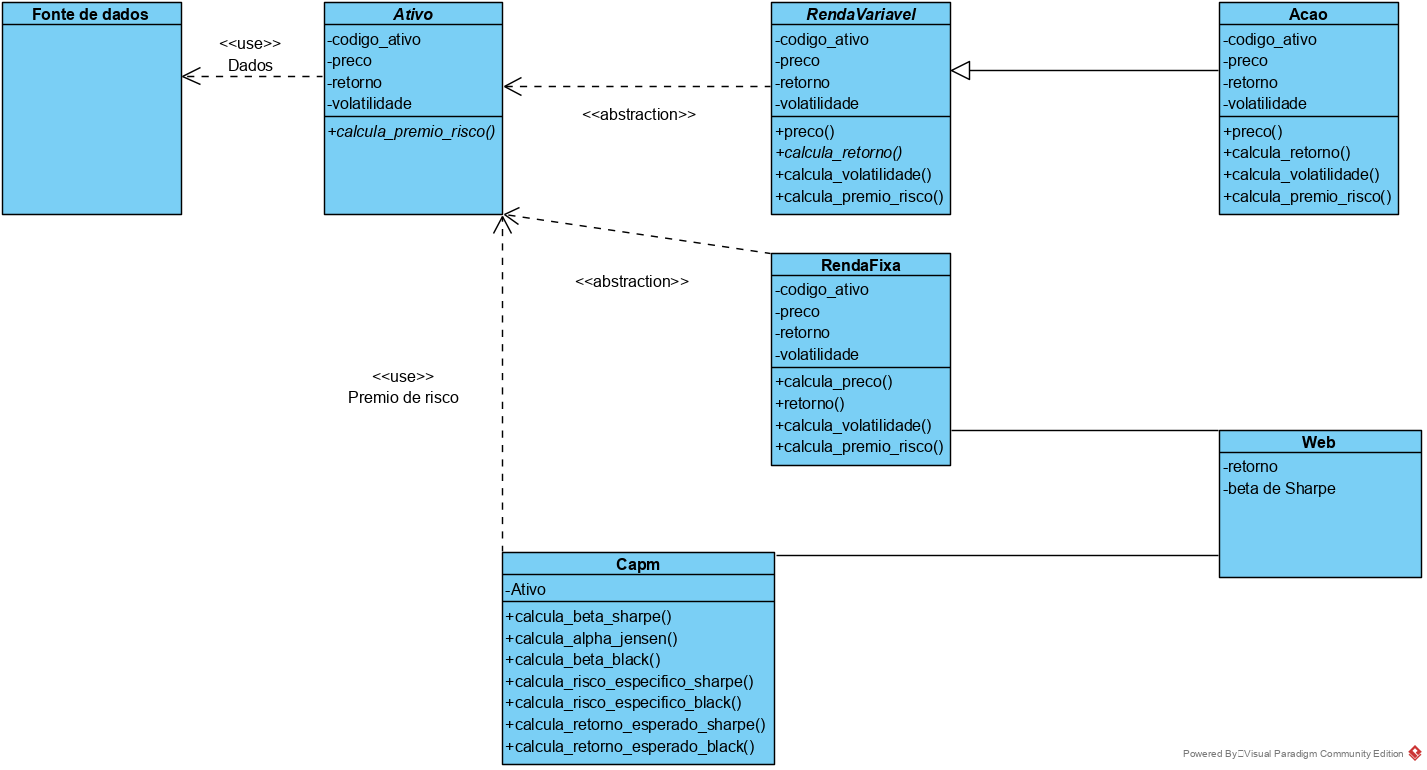 Fonte de dados
<<use>>
Dados
Ativo
-codigo_ativo
-preco
-retorno
-volatilidade
+calcula_premio_risco()
<<abstraction>>
RendaVariavel
-codigo_ativo
-preco
-retorno
-volatilidade
+preco()
+calcula_retorno()
+calcula_volatilidade()
+calcula_premio_risco()
Acao
-codigo_ativo
-preco
-retorno
-volatilidade
+preco()
+calcula_retorno()
+calcula_volatilidade()
+calcula_premio_risco()
<<abstraction>>
RendaFixa
-codigo_ativo
-preco
-retorno
-volatilidade
+calcula_preco()
+retorno()
+calcula_volatilidade()
+calcula_premio_risco()
<<use>>
Premio de risco
Web
-retorno
-beta de Sharpe
Capm
-Ativo
+calcula_beta_sharpe()
+calcula_alpha_jensen()
+calcula_beta_black()
+calcula_risco_especifico_sharpe()
+calcula_risco_especifico_black()
+calcula_retorno_esperado_sharpe()
+calcula_retorno_esperado_black()
Powered By Visual Paradigm Community Edition